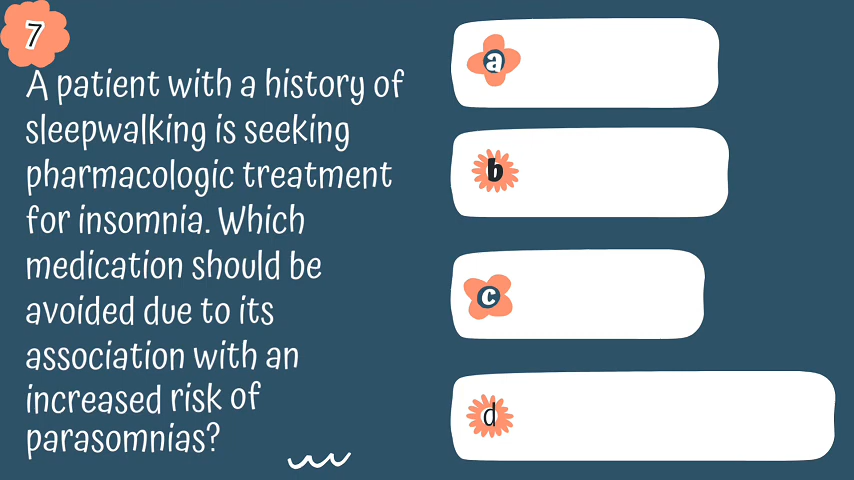 7
A patient with a history of
sleepwalking is seeking
pharmacologic treatment
for insomnia. Which
medication should be
avoided due to its
association with an
increased risk of
parasomnias?
a
b
c
d